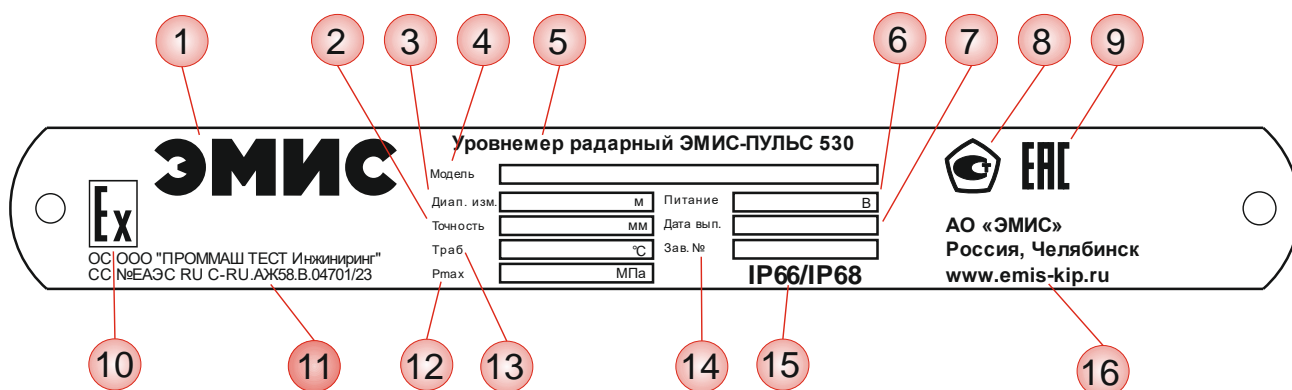 1
2
3
4
5
6
7
8
9
ЭМИС
Уровнемер радарный ЭМИС-ПУЛЬС 530
Модель
Диап. изм. м
Питание В
Точность мм
Дата вып.
Траб °С
Зав. №
Pmax МПа
IP66/IP68
Ex
ОС ООО "ПРОММАШ ТЕСТ Инжиниринг"
СС №ЕАЭС RU C-RU.АЖ58.В.04701/23
ЕАС
АО «ЭМИС»
Россия, Челябинск
www.emis-kip.ru
10
11
12
13
14
15
16